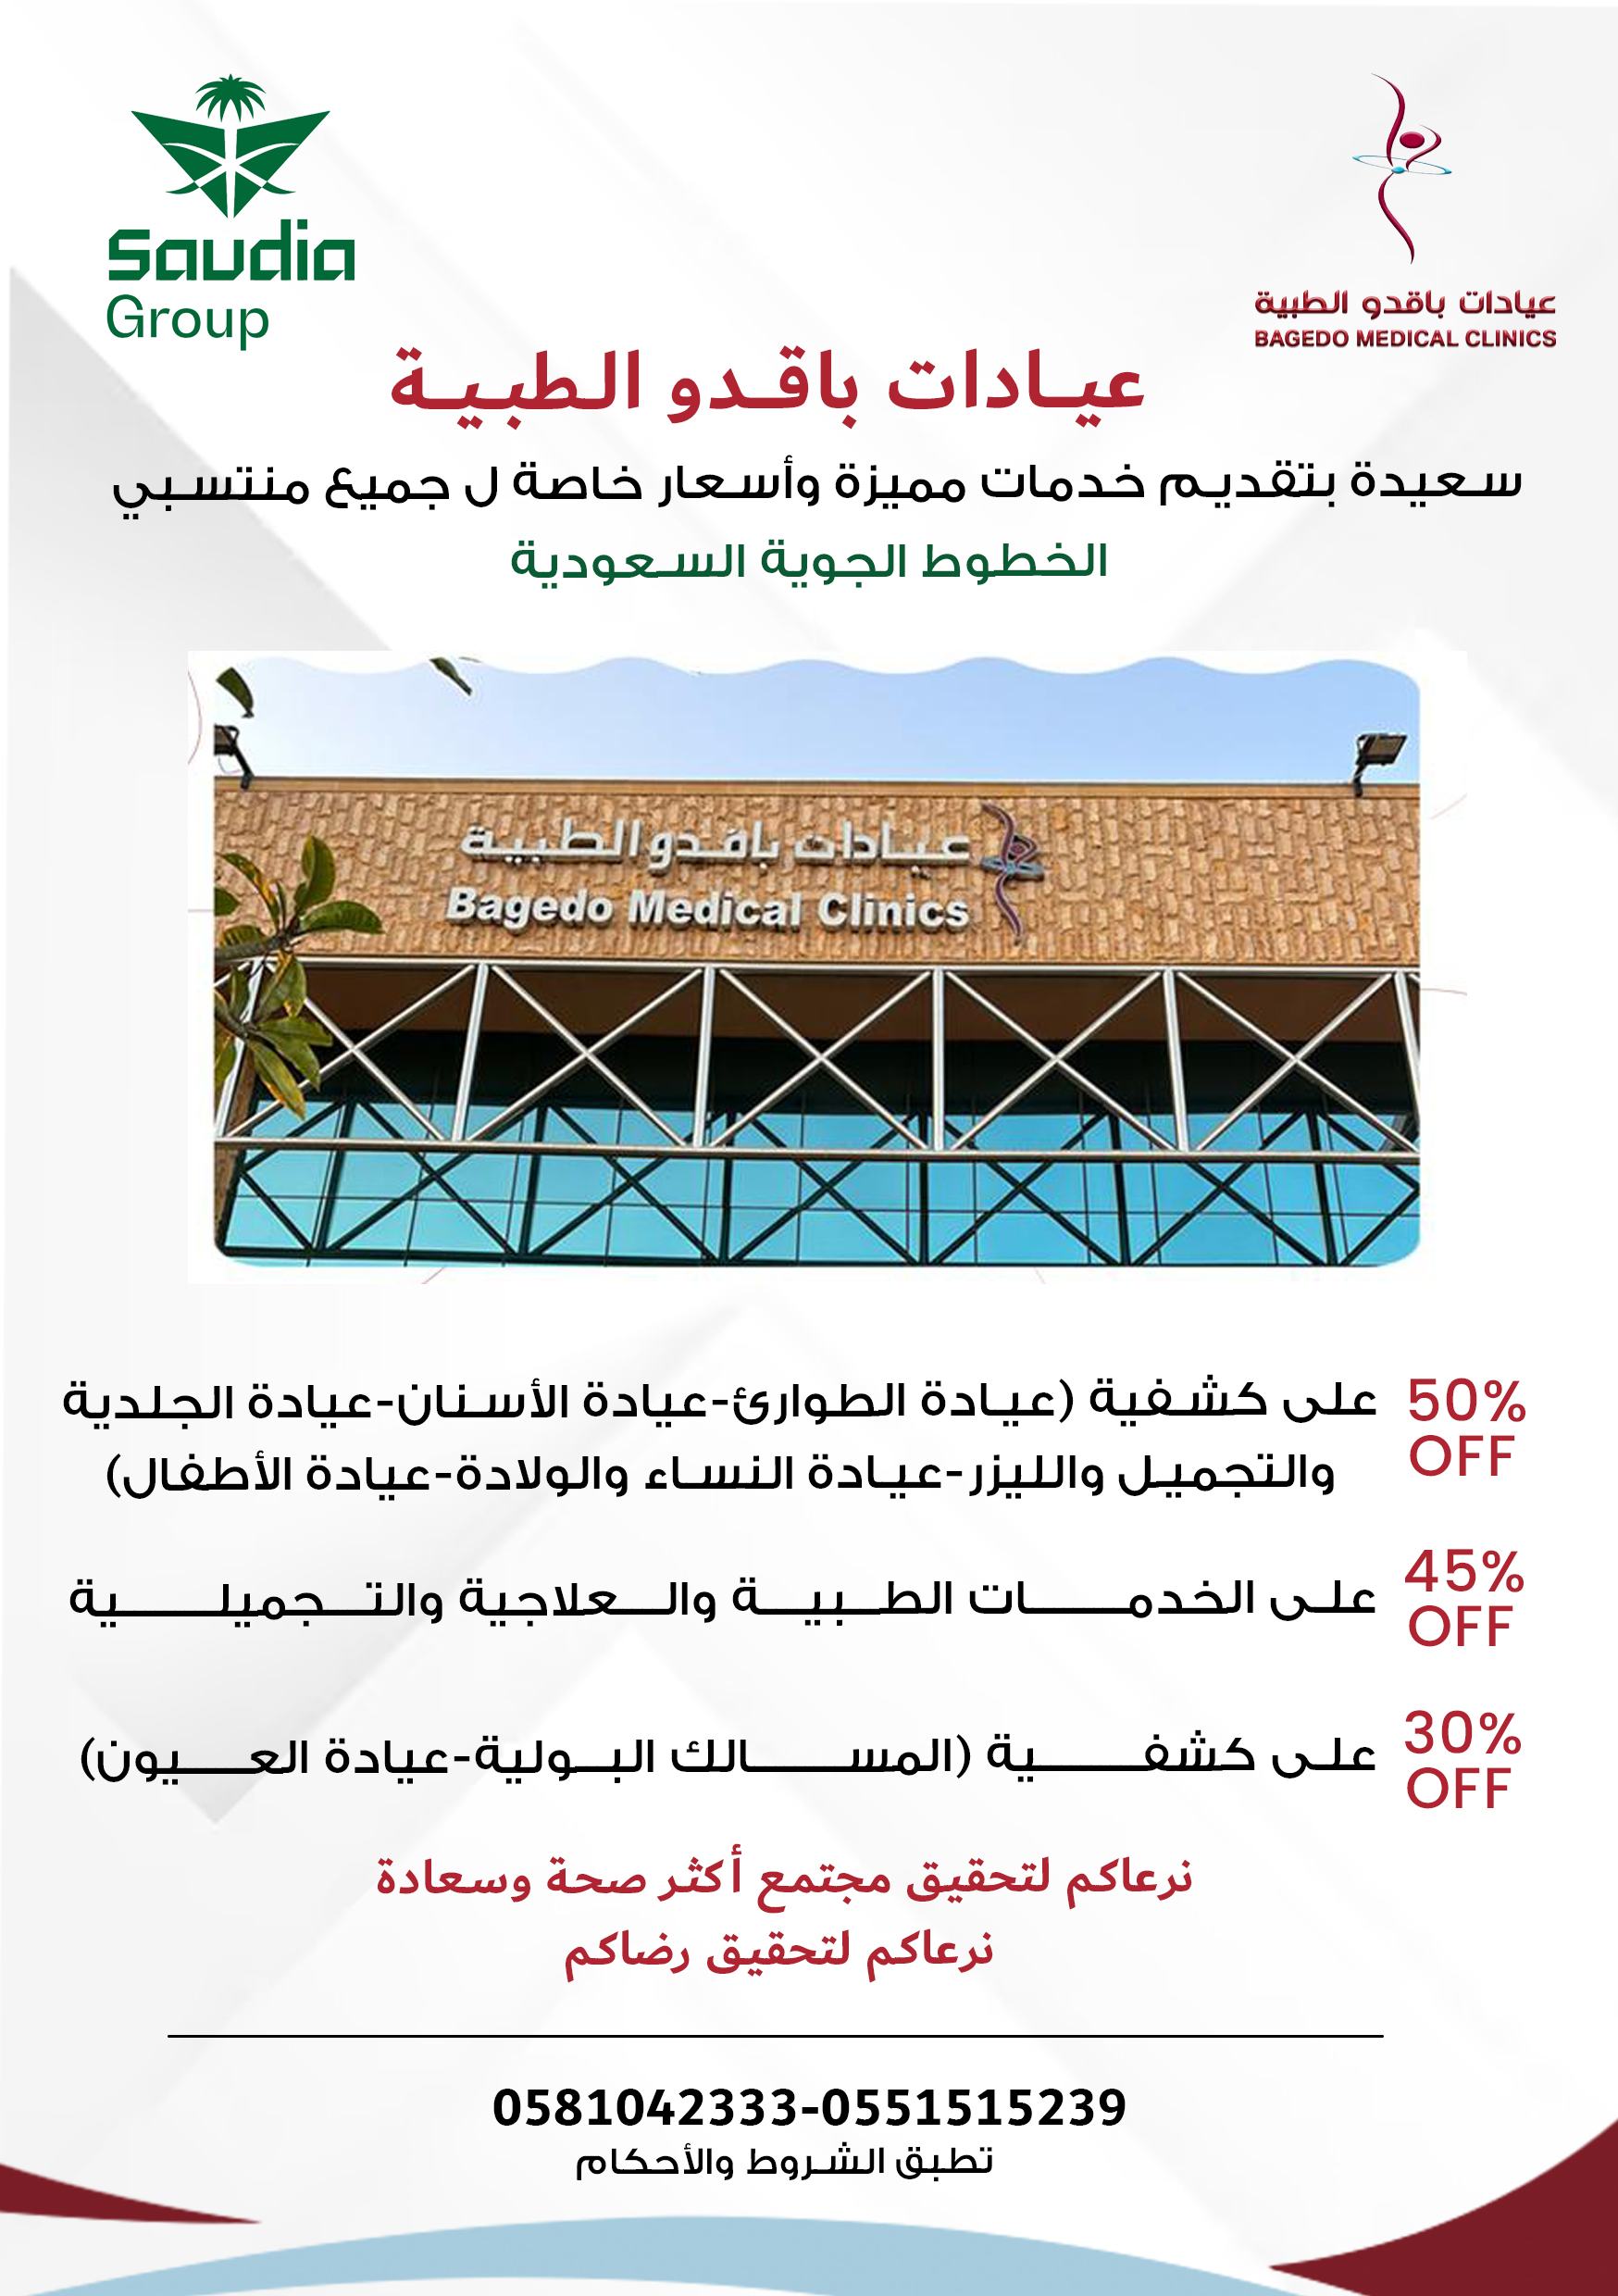 Saudia
Group
عيادات باقدو الطبية
BAGEDO MEDICAL CLINICS
عيادات باقدو الطبية
سعيدة بتقديم خدمات مميزة وأسعار خاصة ل جميع منتسبي
الخطوط الجوية السعودية
عيادات باقدو الطبية
Bagedo Medical Clinics
50% OFF
على كشفية (عيادة الطوارئ-عيادة الأسنان-عيادة الجلدية
والتجميل والليزر-عيادة النساء والولادة-عيادة الأطفال)
45% OFF
على الخدمات الطبية والعلاجية والتجميلية
30% OFF
على كشفية (المسالك البولية-عيادة العيون)
نرعاكم لتحقيق مجتمع أكثر صحة وسعادة
نرعاكم لتحقيق رضاكم
0581042333-0551515239
تطبق الشروط والأحكام